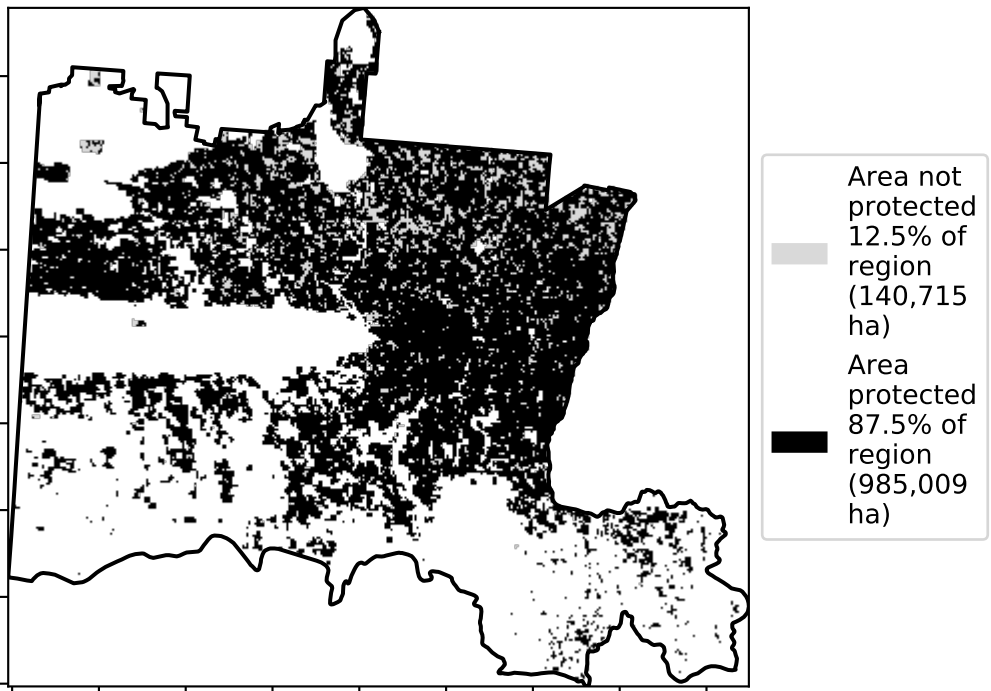 Area not
protected
12.5% of
region
(140,715
ha)
Area
protected
87.5% of
region
(985,009
ha)